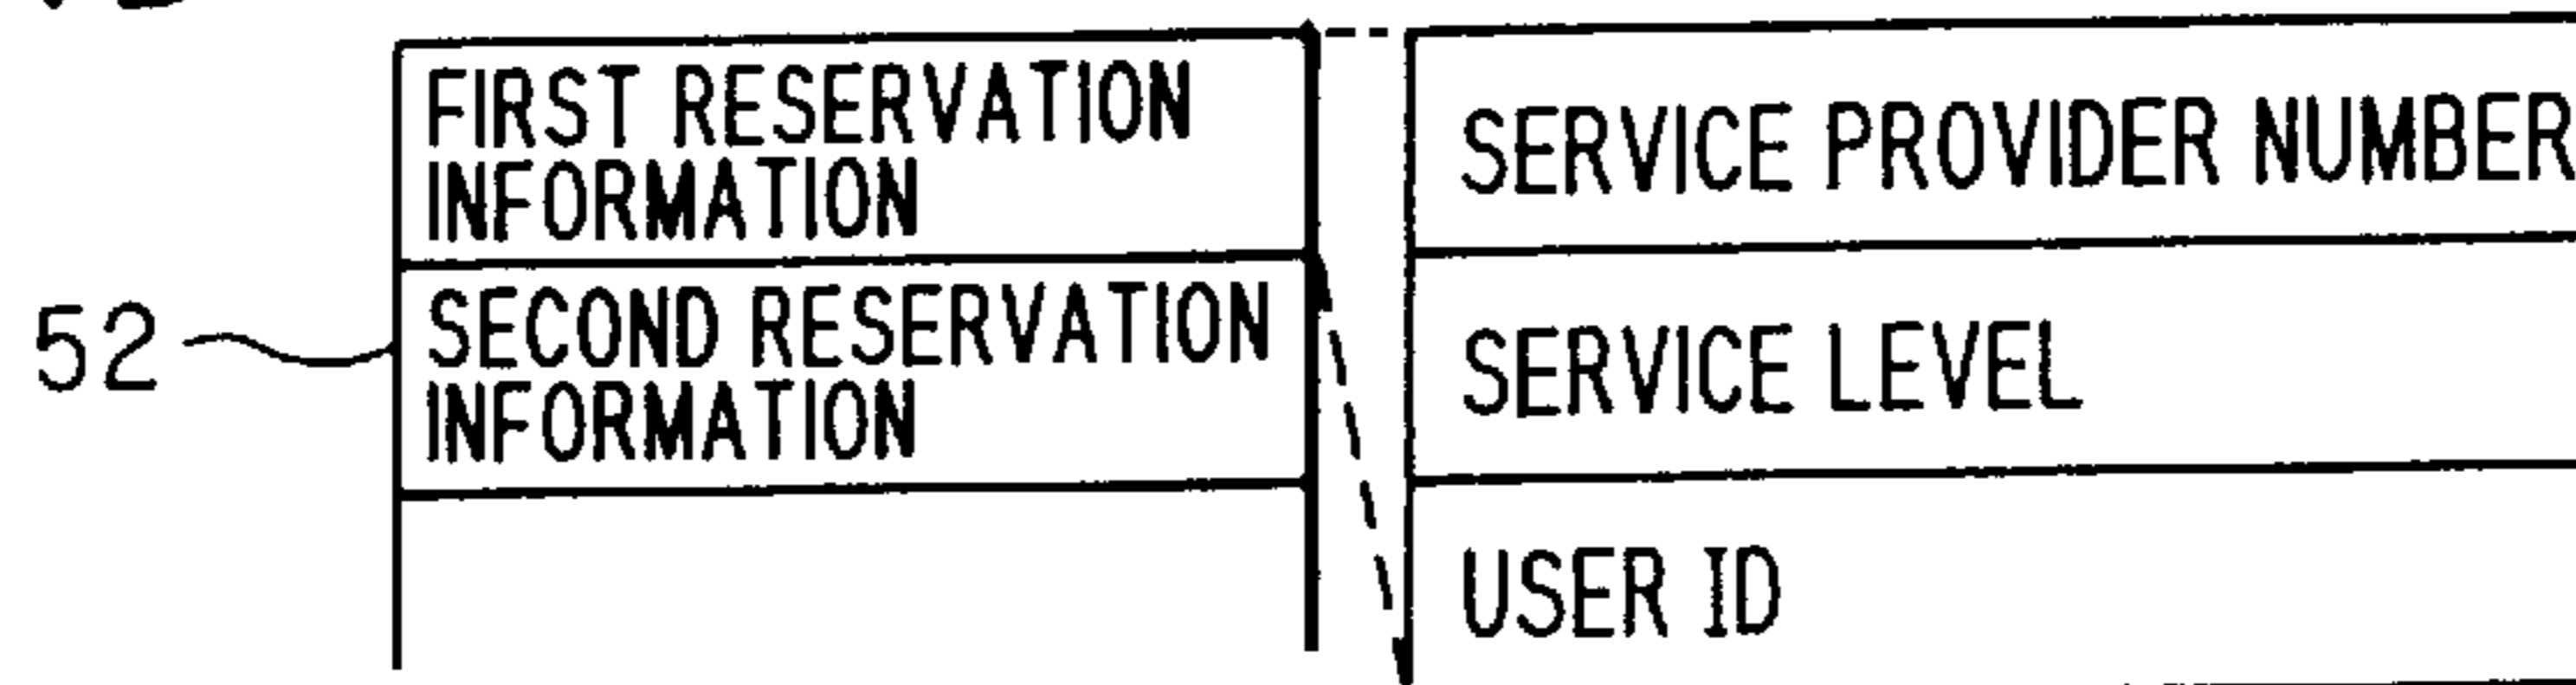 FIRST RESERVATION
INFORMATION
52
SECOND RESERVATION
INFORMATION
SERVICE PROVIDER NUMBER
SERVICE LEVEL
USER ID